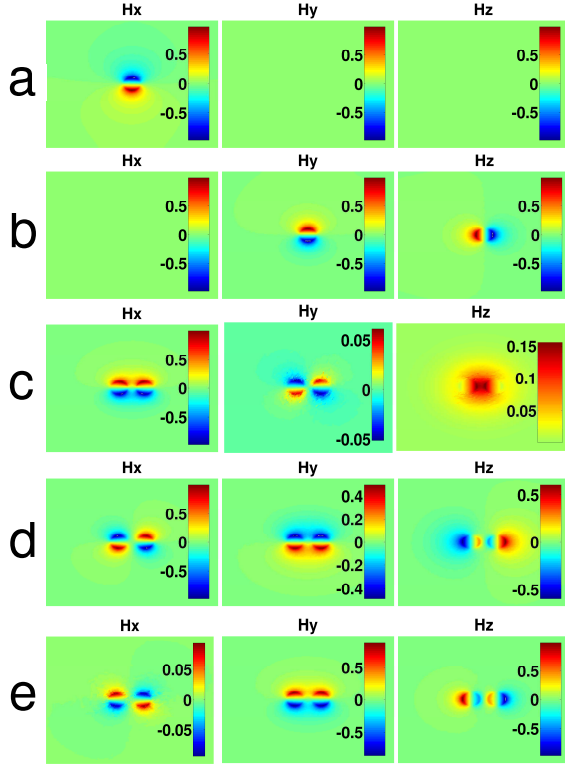 Hx Hy Hz
a
0.5 0.5 0.5
0 0 0
-0.5 -0.5 -0.5
Hx Hy Hz
b
0.5 0.5 0.5
0 0 0
-0.5 -0.5 -0.5
Hx Hy Hz
c
0.5 0.05 0.15
0 0 0.1
-0.5 -0.05 0.05
Hx Hy Hz
d
0.5 0.4 0.5
0.2
0 0 0
-0.2
-0.5 -0.4 -0.5
Hx Hy Hz
e
0.05 0.5 0.5
0 0 0
-0.05 -0.5 -0.5